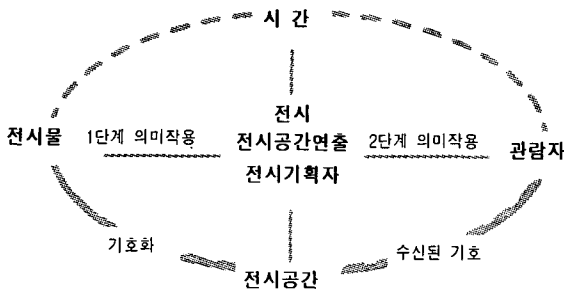 시 간
전시
전시물 1단계 의미작용 전시공간연출 2단계 의미작용 관람자
전시기획자
기호화 수신된 기호
전시공간